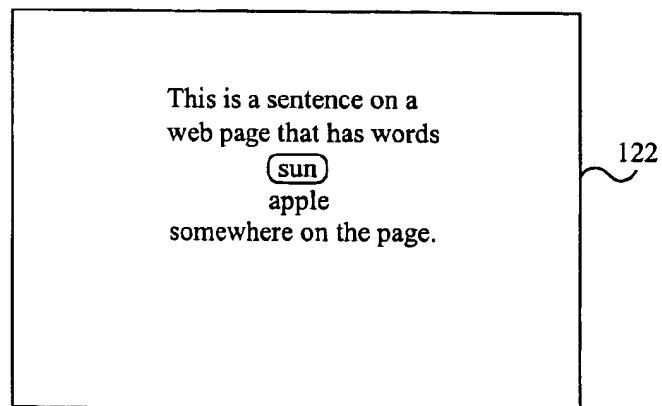 This is a sentence on a
web page that has words
sun
apple
somewhere on the page.
122